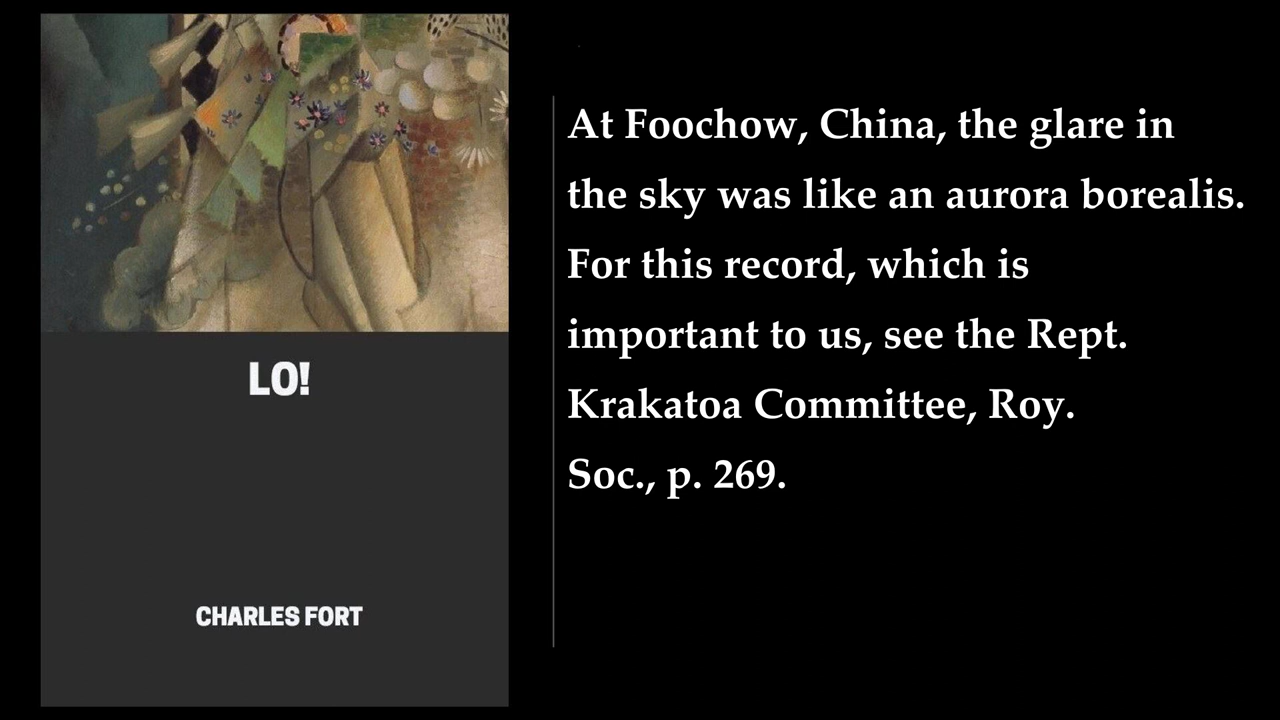 LO!
CHARLES FORT
At Foochow, China, the glare in
the sky was like an aurora borealis.
For this record, which is
important to us, see the Rept.
Krakatoa Committee, Roy.
Soc., p. 269.